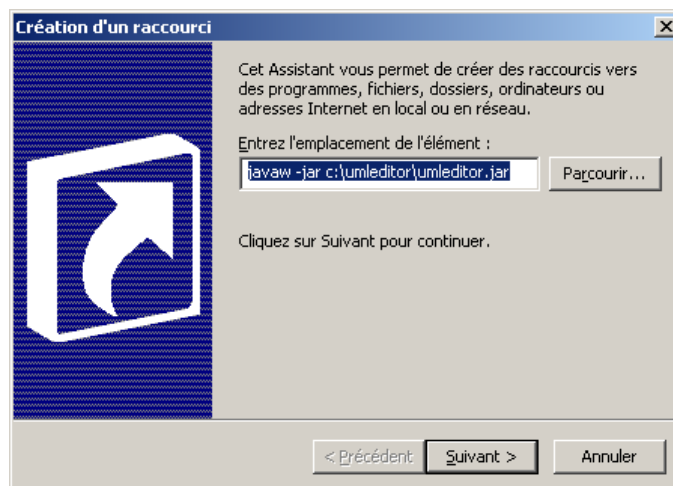 Création d'un raccourci
Cet Assistant vous permet de créer des raccourcis vers
des programmes, fichiers, dossiers, ordinateurs ou
adresses Internet en local ou en réseau.
Entrez l'emplacement de l'élément :
javaw -jar c:\umleditor\umleditor.jar
Parcourir...
Cliquez sur Suivant pour continuer.
< Précédent
Suivant >
Annuler